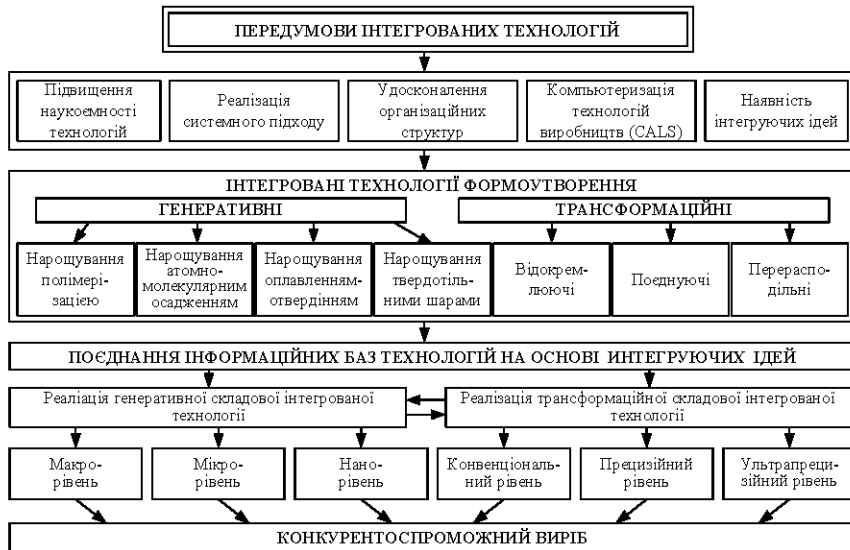 ПЕРЕДУМОВИ ІНТЕГРОВАНИХ ТЕХНОЛОГІЙ
Підвищення
наукоємності
технологій
Реалізація
системного підходу
Удосконалення
організаційних
структур
Компьютеризація
технологій
виробництв (CALS)
Наявність
інтегруючих ідей
ІНТЕГРОВАНІ ТЕХНОЛОГІЇ ФОРМОУТВОРЕННЯ
ГЕНЕРАТИВНІ
ТРАНСФОРМАЦІЙНІ
Нарощування
полімері-
зацією
Нарощування
атомно-
молекулярним
осадженням
Нарощування
оплавленням-
отвердінням
Нарощування
твердотіль-
ними шарами
Відокрем-
люючі
Поєднуючі
Перераспо-
дільні
ПОЄДНАННЯ ІНФОРМАЦІЙНИХ БАЗ ТЕХНОЛОГІЙ НА ОСНОВІ ИНТЕГРУЮЧИХ ІДЕЙ
Реаліація генеративної складової інтегрованої
технології
Реалізація трансформаційної складової інтегрованої
технології
Макро-
рівень
Мікро-
рівень
Нано-
рівень
Конвенціональ-
ний рівень
Прецизійний
рівень
Ультрапреци-
зійний рівень
КОНКУРЕНТОСПРОМОЖНИЙ ВИРІБ